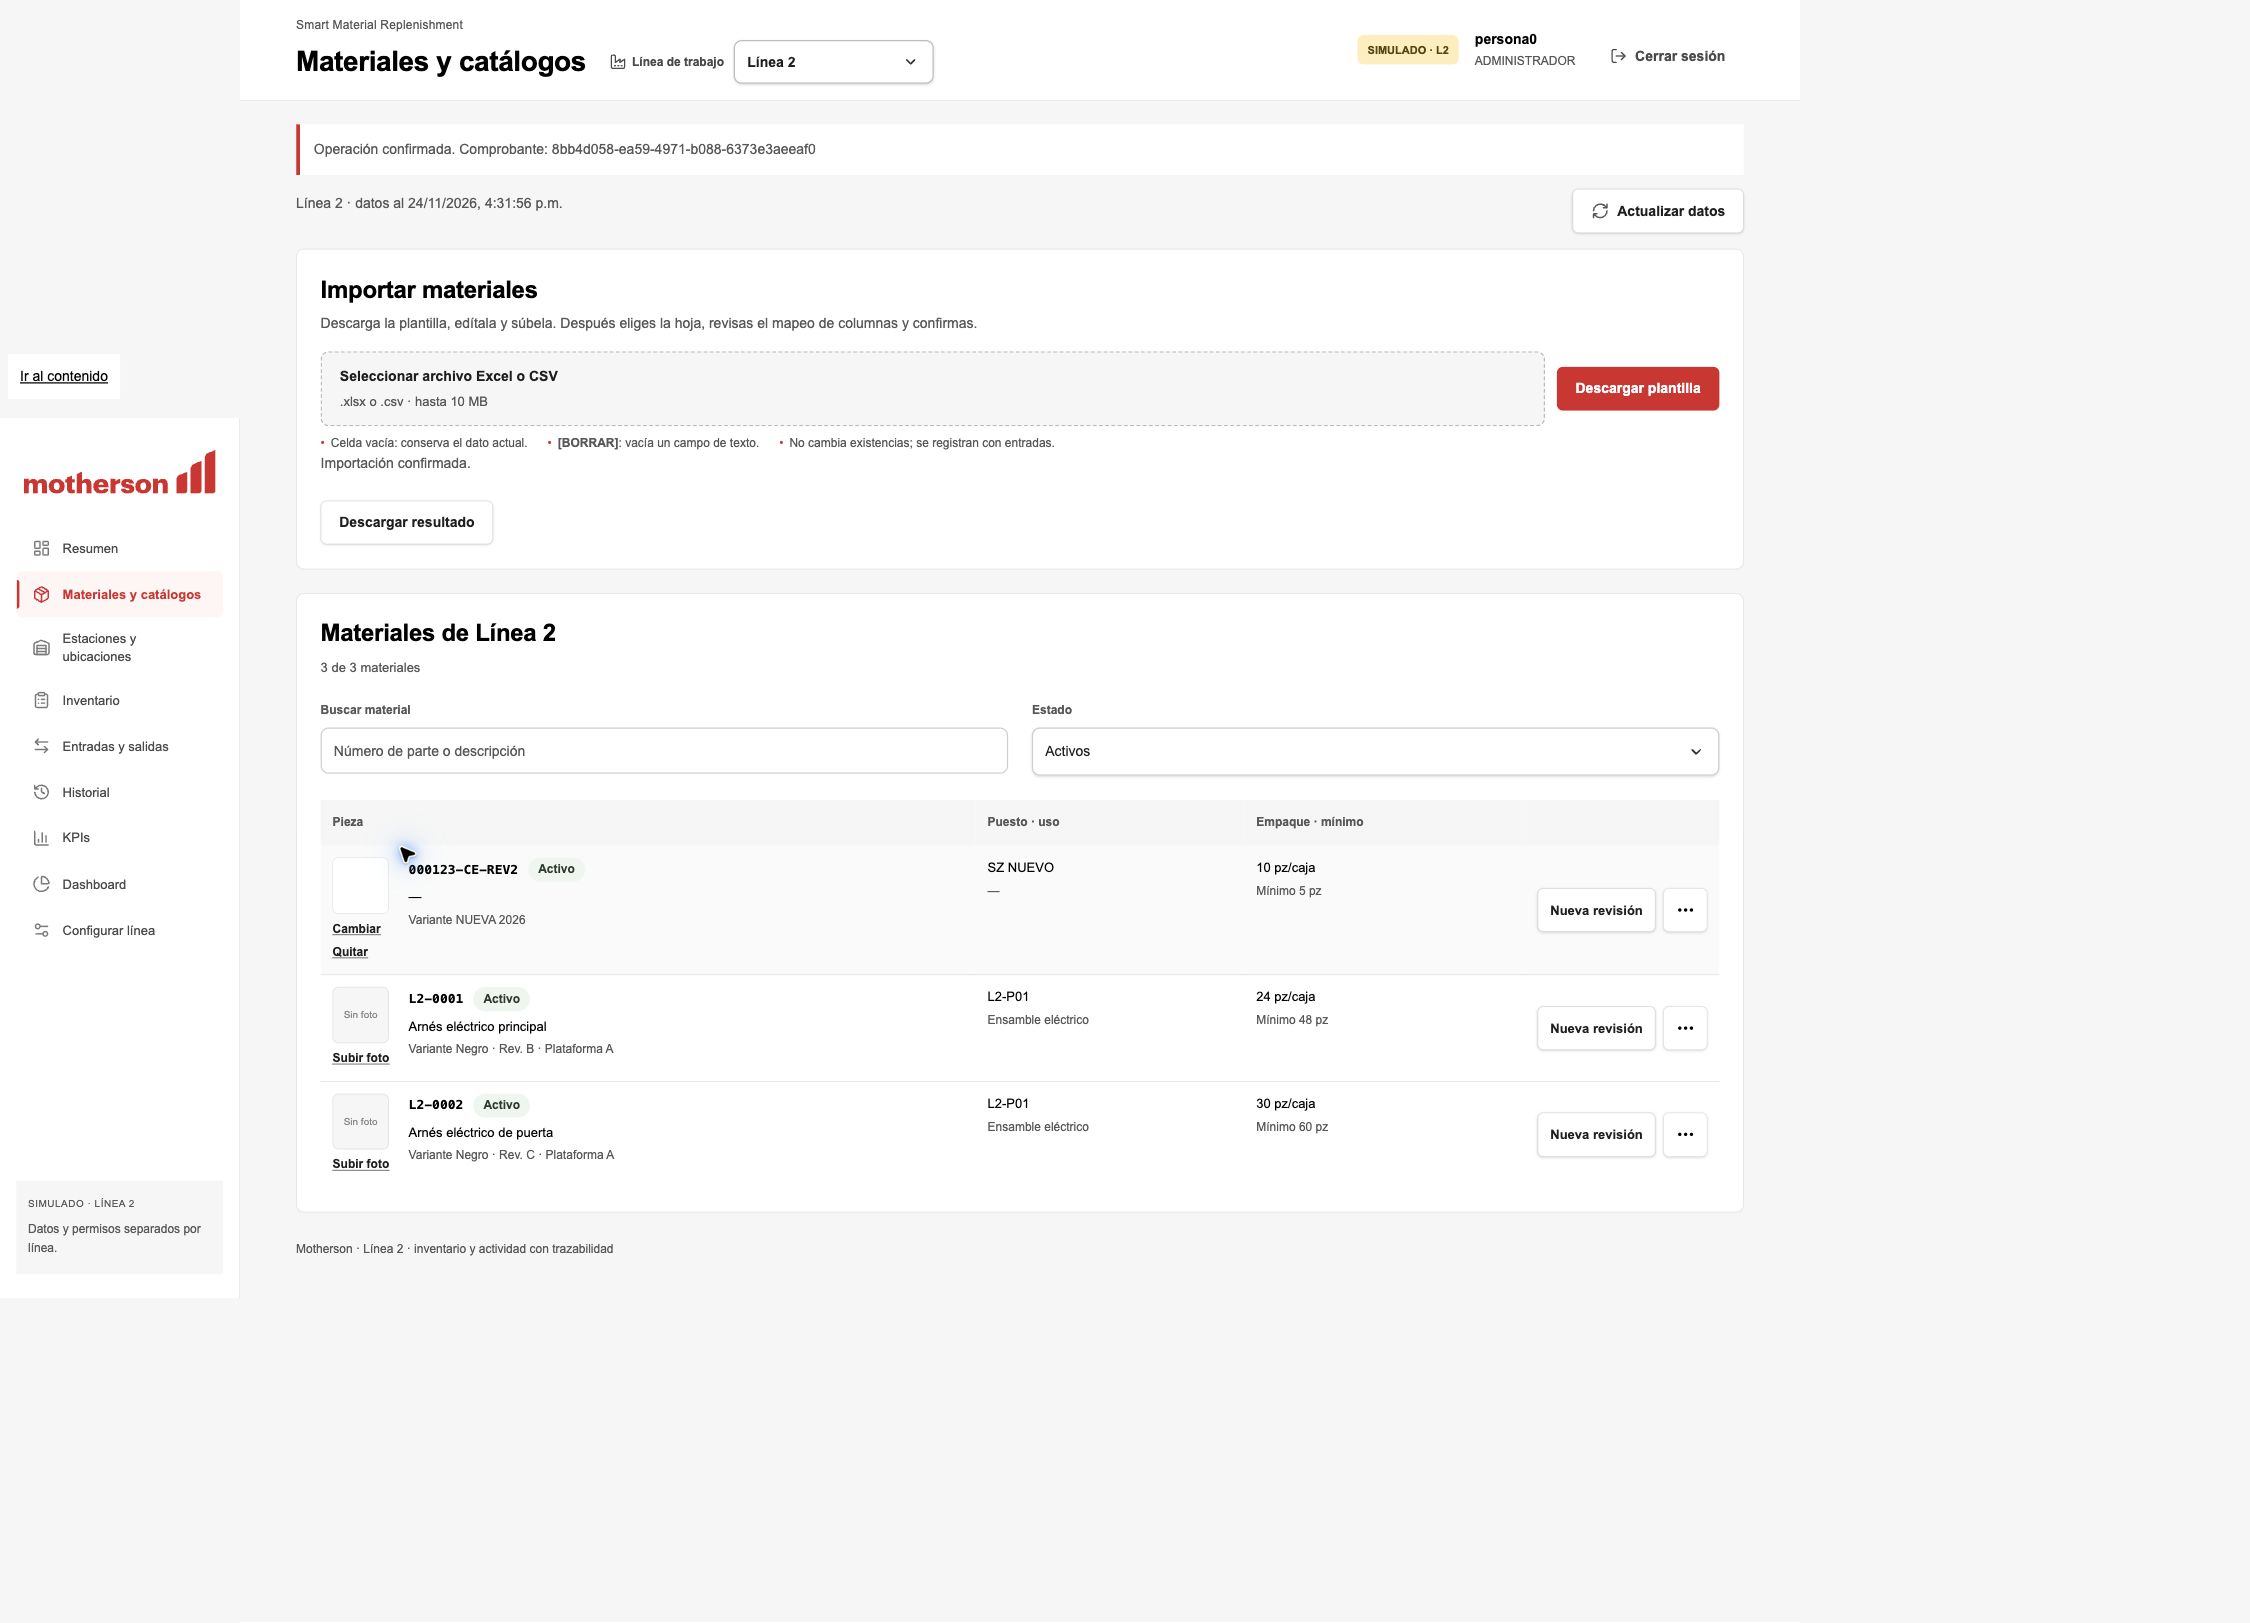 Smart Material Replenishment
Materiales y catálogos
Línea de trabajo
Línea 2
SIMULADO · L2
persona0
ADMINISTRADOR
Cerrar sesión
Operación confirmada. Comprobante: 8bb4d058-ea59-4971-b088-6373e3aeeaf0
Línea 2 · datos al 24/11/2026, 4:31:56 p.m.
Actualizar datos
Importar materiales
Descarga la plantilla, edítala y súbela. Después eliges la hoja, revisas el mapeo de columnas y confirmas.
Seleccionar archivo Excel o CSV
.xlsx o .csv · hasta 10 MB
Descargar plantilla
• Celda vacía: conserva el dato actual.
• [BORRAR]: vacía un campo de texto.
• No cambia existencias; se registran con entradas.
Importación confirmada.
Descargar resultado
Ir al contenido
motherson
Resumen
Materiales y catálogos
Estaciones y
ubicaciones
Inventario
Entradas y salidas
Historial
KPIs
Dashboard
Configurar línea
SIMULADO · LÍNEA 2
Datos y permisos separados por
línea.
Materiales de Línea 2
3 de 3 materiales
Buscar material
Número de parte o descripción
Estado
Activos
Pieza
Puesto · uso
Empaque · mínimo
000123-CE-REV2
Activo
—
Variante NUEVA 2026
Cambiar
Quitar
SZ NUEVO
—
10 pz/caja
Mínimo 5 pz
Nueva revisión
•••
Sin foto
Subir foto
L2-0001
Activo
Arnés eléctrico principal
Variante Negro · Rev. B · Plataforma A
L2-P01
Ensamble eléctrico
24 pz/caja
Mínimo 48 pz
Nueva revisión
•••
Sin foto
Subir foto
L2-0002
Activo
Arnés eléctrico de puerta
Variante Negro · Rev. C · Plataforma A
L2-P01
Ensamble eléctrico
30 pz/caja
Mínimo 60 pz
Nueva revisión
•••
Motherson · Línea 2 · inventario y actividad con trazabilidad